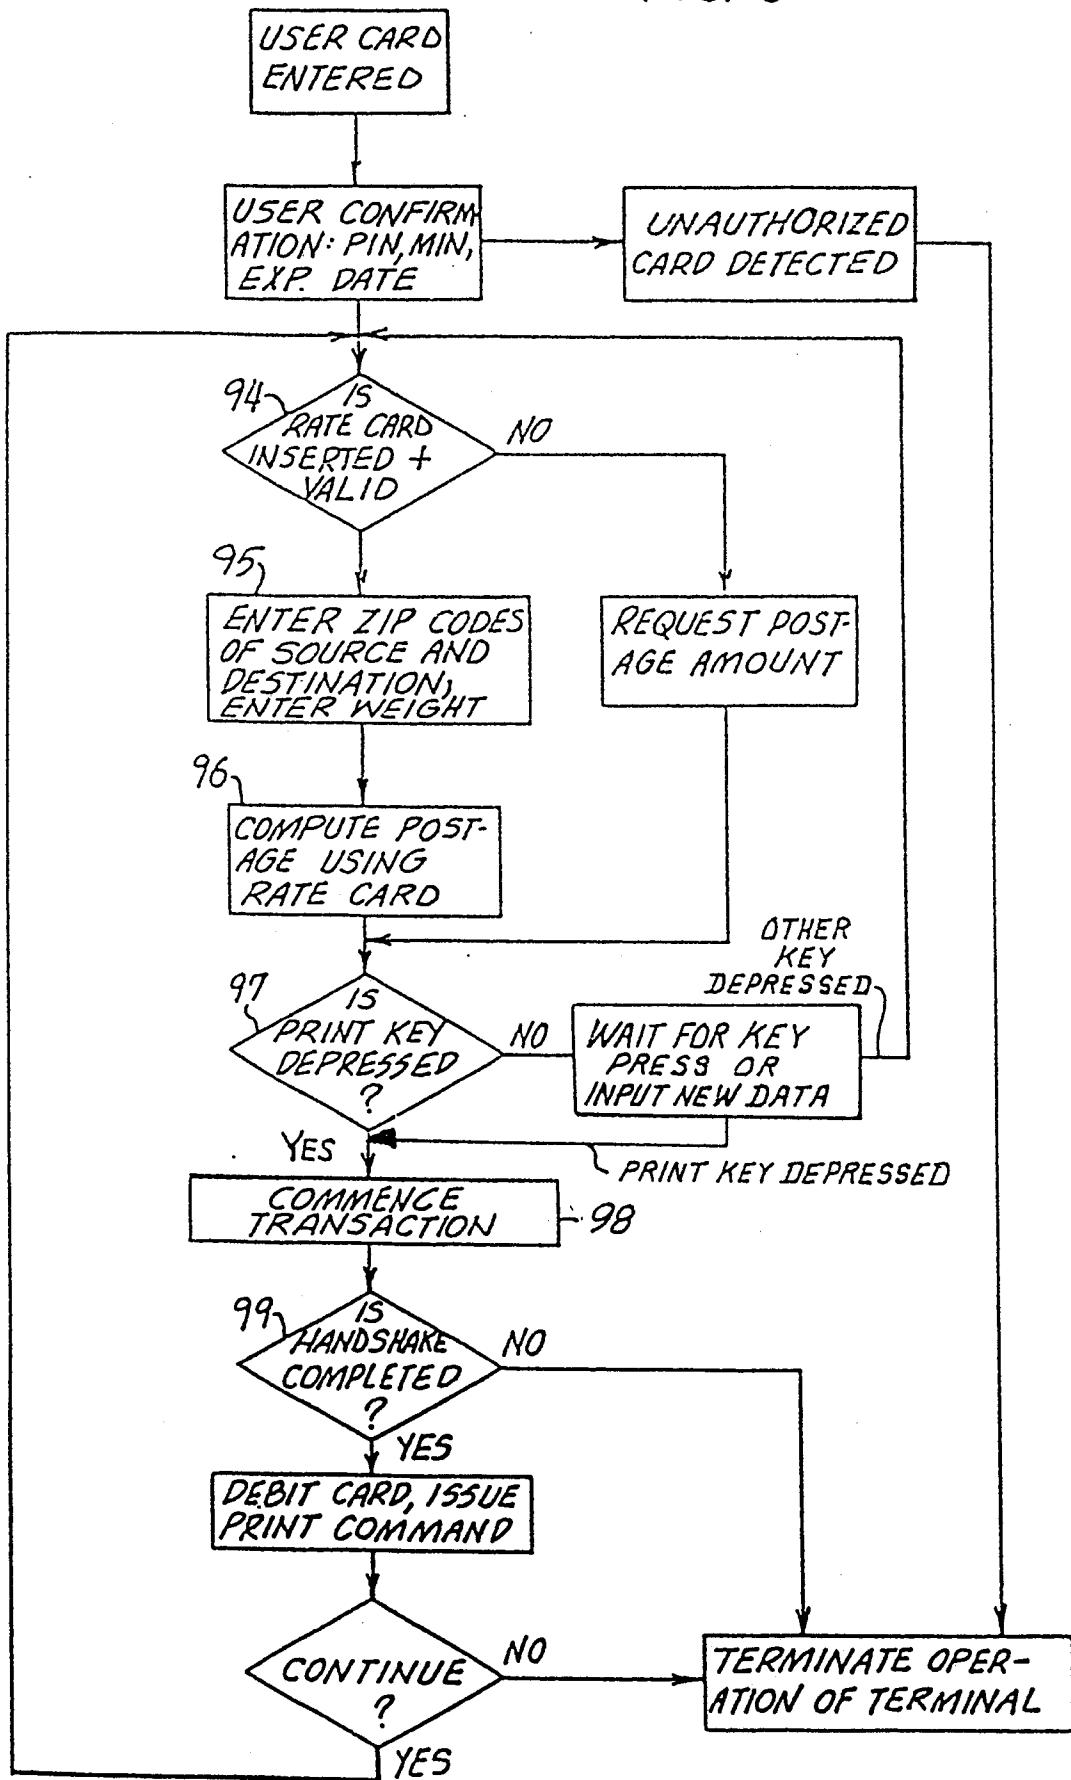 USER CARD
ENTERED
USER CONFIRM-
ATION: PIN, MIN,
EXP. DATE
UNAUTHORIZED
CARD DETECTED
94
IS
RATE CARD
INSERTED +
VALID
NO
95
ENTER ZIP CODES
OF SOURCE AND
DESTINATION,
ENTER WEIGHT
REQUEST POST-
AGE AMOUNT
96
COMPUTE POST-
AGE USING
RATE CARD
OTHER
KEY
DEPRESSED
97
IS
PRINT KEY
DEPRESSED
?
NO
WAIT FOR KEY
PRESS OR
INPUT NEW DATA
YES
PRINT KEY DEPRESSED
COMMENCE
TRANSACTION
98
99
IS
HANDSHAKE
COMPLETED
?
NO
YES
DEBIT CARD, ISSUE
PRINT COMMAND
CONTINUE
?
NO
YES
TERMINATE OPER-
ATION OF TERMINAL